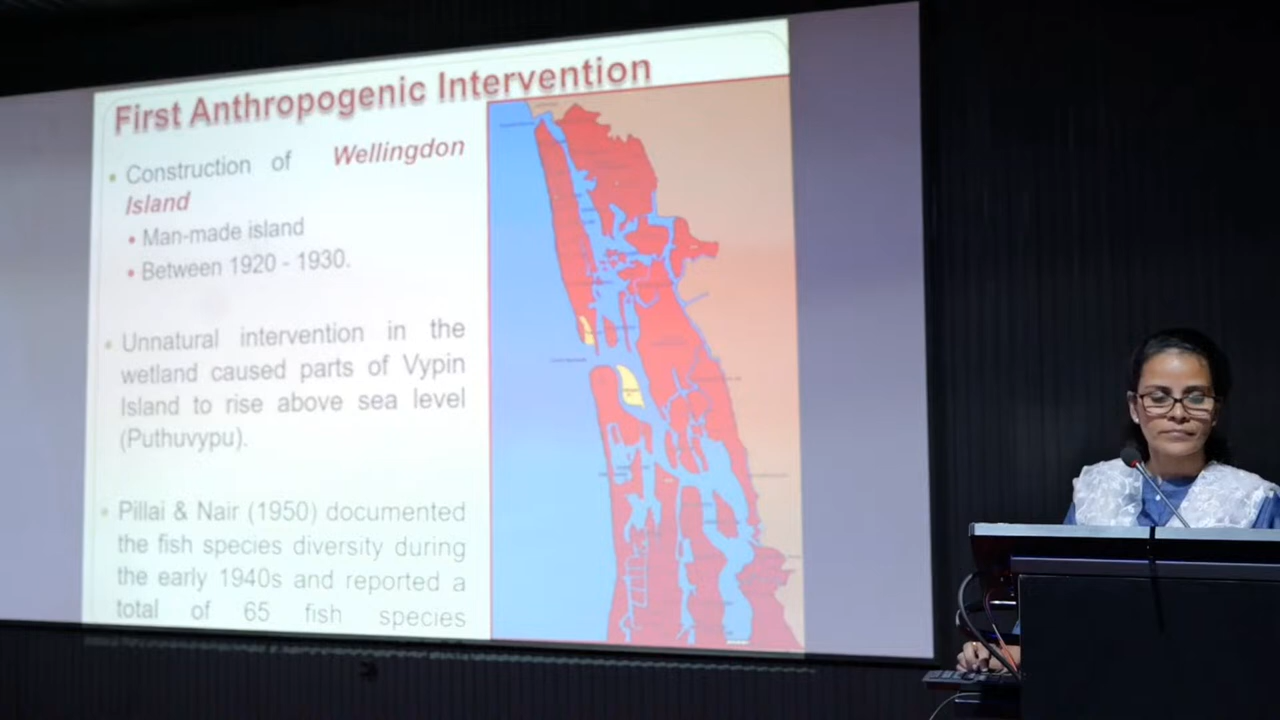 First Anthropogenic Intervention
• Construction of Wellingdon
Island
• Man-made island
• Between 1920 - 1930.
• Unnatural intervention in the
wetland caused parts of Vypin
Island to rise above sea level
(Puthuvypu).
• Pillai & Nair (1950) documented
the fish species diversity during
the early 1940s and reported a
total of 65 fish species